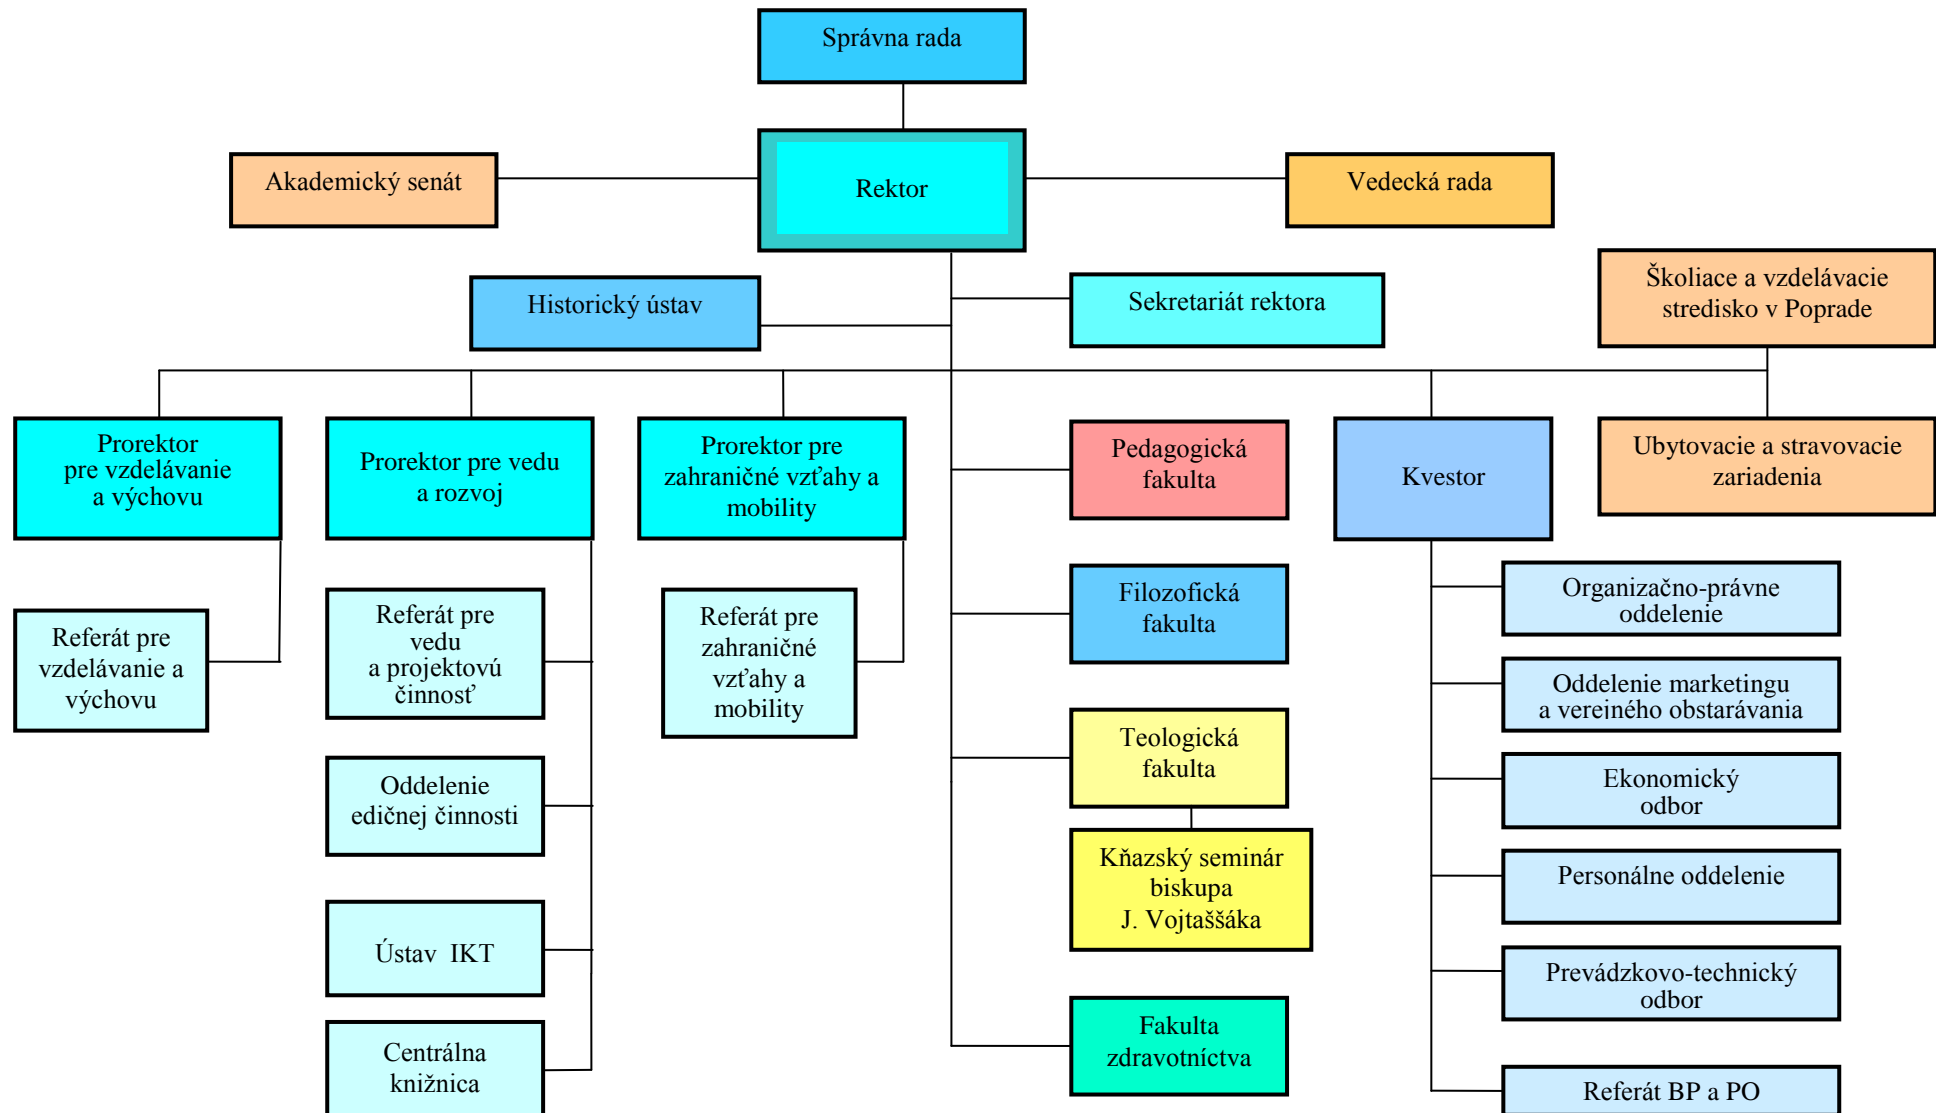 Správna rada
Akademický senát
Rektor
Vedecká rada
Historický ústav
Sekretariát rektora
Školiace a vzdelávacie
stredisko v Poprade
Prorektor
pre vzdelávanie
a výchovu
Prorektor pre vedu
a rozvoj
Prorektor pre
zahraničné vzťahy a
mobility
Pedagogická
fakulta
Kvestor
Ubytovacie a stravovacie
zariadenia
Referát pre
vzdelávanie a
výchovu
Referát pre
vedu
a projektovú
činnosť
Oddelenie
edičnej činnosti
Ústav IKT
Centrálna
knižnica
Referát pre
zahraničné
vzťahy a
mobility
Filozofická
fakulta
Teologická
fakulta
Kňazský seminár
biskupa
J. Vojtaššáka
Fakulta
zdravotníctva
Organizačno-právne
oddelenie
Oddelenie marketingu
a verejného obstarávania
Ekonomický
odbor
Personálne oddelenie
Prevádzkovo-technický
odbor
Referát BP a PO